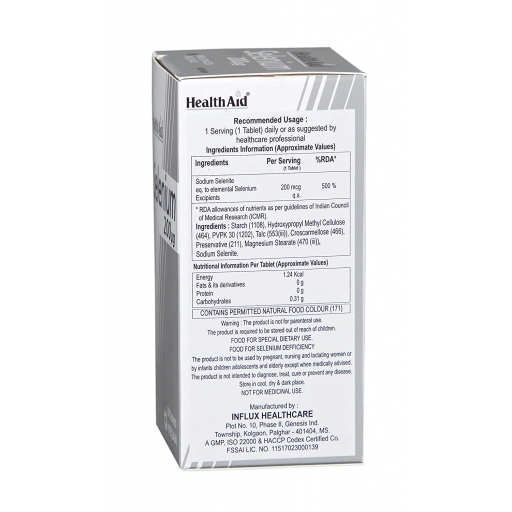 Selenium
200µg
HealthAid
Recommended Usage :
1 Serving (1 Tablet) daily or as suggested by
healthcare professional
Ingredients Information (Approximate Values)
Ingredients Per Serving %RDA*
(1 Tablet )
Sodium Selenite
eq. to elemental Selenium 200 mcg 500 %
Excipients q.s.
* RDA allowances of nutrients as per guidelines of Indian Council
of Medical Research (ICMR).
Ingredients : Starch (1108), Hydroxypropyl Methyl Cellulose
(464), PVPK 30 (1202), Talc (553(iii)), Croscarmellose (466),
Preservative (211), Magnesium Stearate (470 (iii)),
Sodium Selenite.
Nutritional Information Per Tablet (Approximate Values)
Energy 1.24 Kcal
Fats & its derivatives 0 g
Protein 0 g
Carbohydrates 0.31 g
CONTAINS PERMITTED NATURAL FOOD COLOUR (171)
Warning : The product is not for parenteral use.
The product is required to be stored out of reach of children.
FOOD FOR SPECIAL DIETARY USE.
FOOD FOR SELENIUM DEFFICIENCY
The product is not to be used by pregnant, nursing and lactating women or
by infants children adolescents and elderly except when medically advised.
The product is not intended to diagnose, treat, cure or prevent any disease.
Store in cool, dry & dark place.
NOT FOR MEDICINAL USE.
Manufactured by :
INFLUX HEALTHCARE
Plot No. 10, Phase II, Genesis Ind.
Township, Kolgaon, Palghar - 401404, MS.
A GMP, ISO 22000 & HACCP Codex Certified Co.
FSSAI LIC. NO. 11517023000139
Selenium
200µg